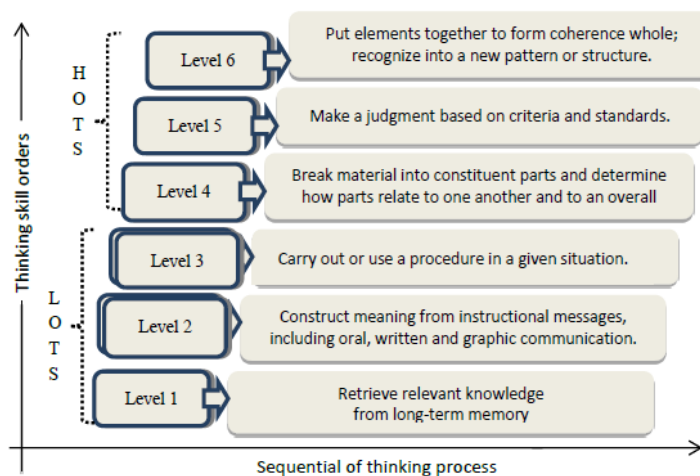 Thinking skill orders
H
O
T
S
L
O
T
S
Level 6
Put elements together to form coherence whole;
recognize into a new pattern or structure.
Level 5
Make a judgment based on criteria and standards.
Level 4
Break material into constituent parts and determine
how parts relate to one another and to an overall
Level 3
Carry out or use a procedure in a given situation.
Level 2
Construct meaning from instructional messages,
including oral, written and graphic communication.
Level 1
Retrieve relevant knowledge
from long-term memory
Sequential of thinking process